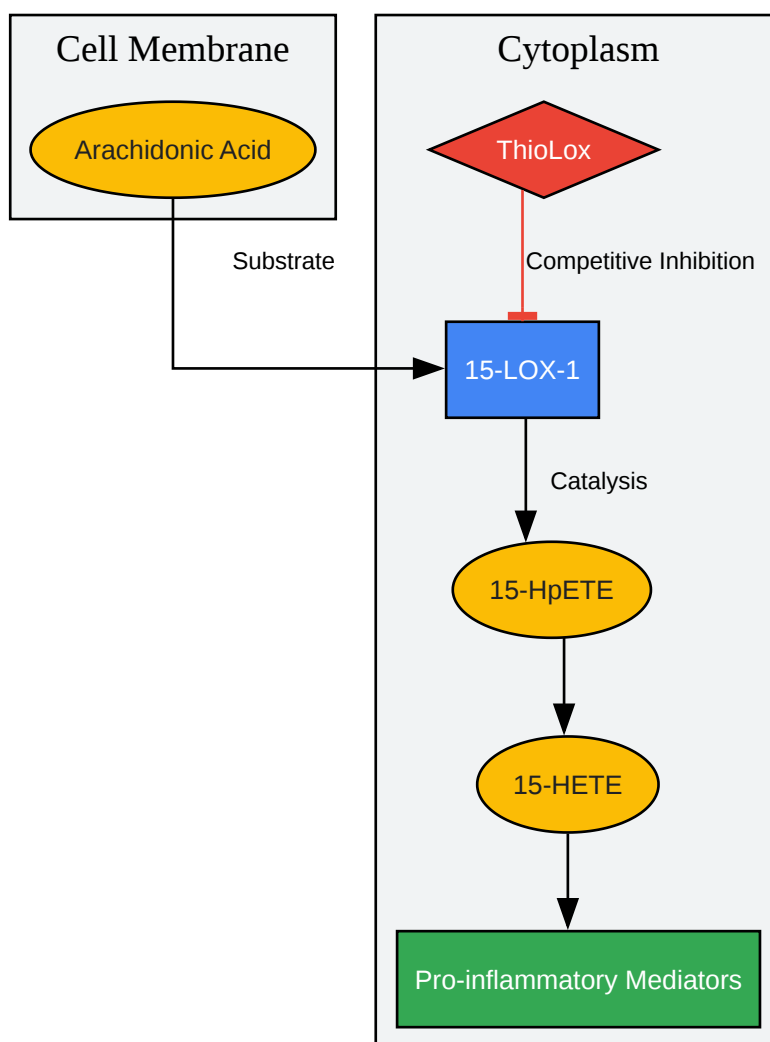 Cell Membrane
Cytoplasm
Arachidonic Acid
ThioLox
Substrate
Competitive Inhibition
15-LOX-1
Catalysis
15-HpETE
15-HETE
Pro-inflammatory Mediators